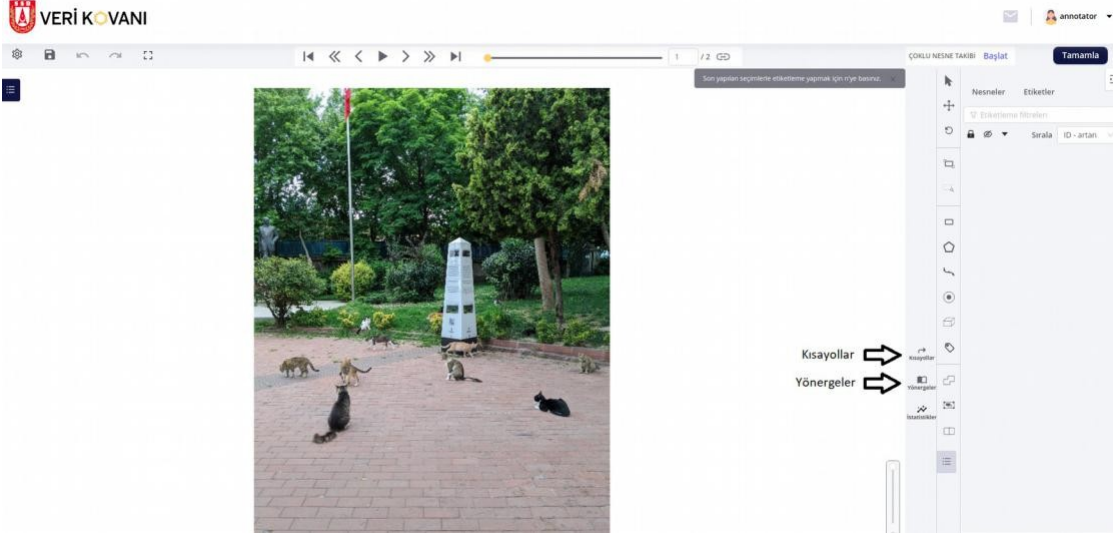 VERİ KOVANI
annotator
1 / 2
ÇOKLU NESNE TAKİBİ Başlat
Tamamla
Son yapılan seçimlerle etiketleme yapmak için n'ye basınız.
Nesneler Etiketler
Etiketleme filtreleri
Sırala ID - artan
Kısayollar
Kısayollar
Yönergeler
Yönergeler
İstatistikler